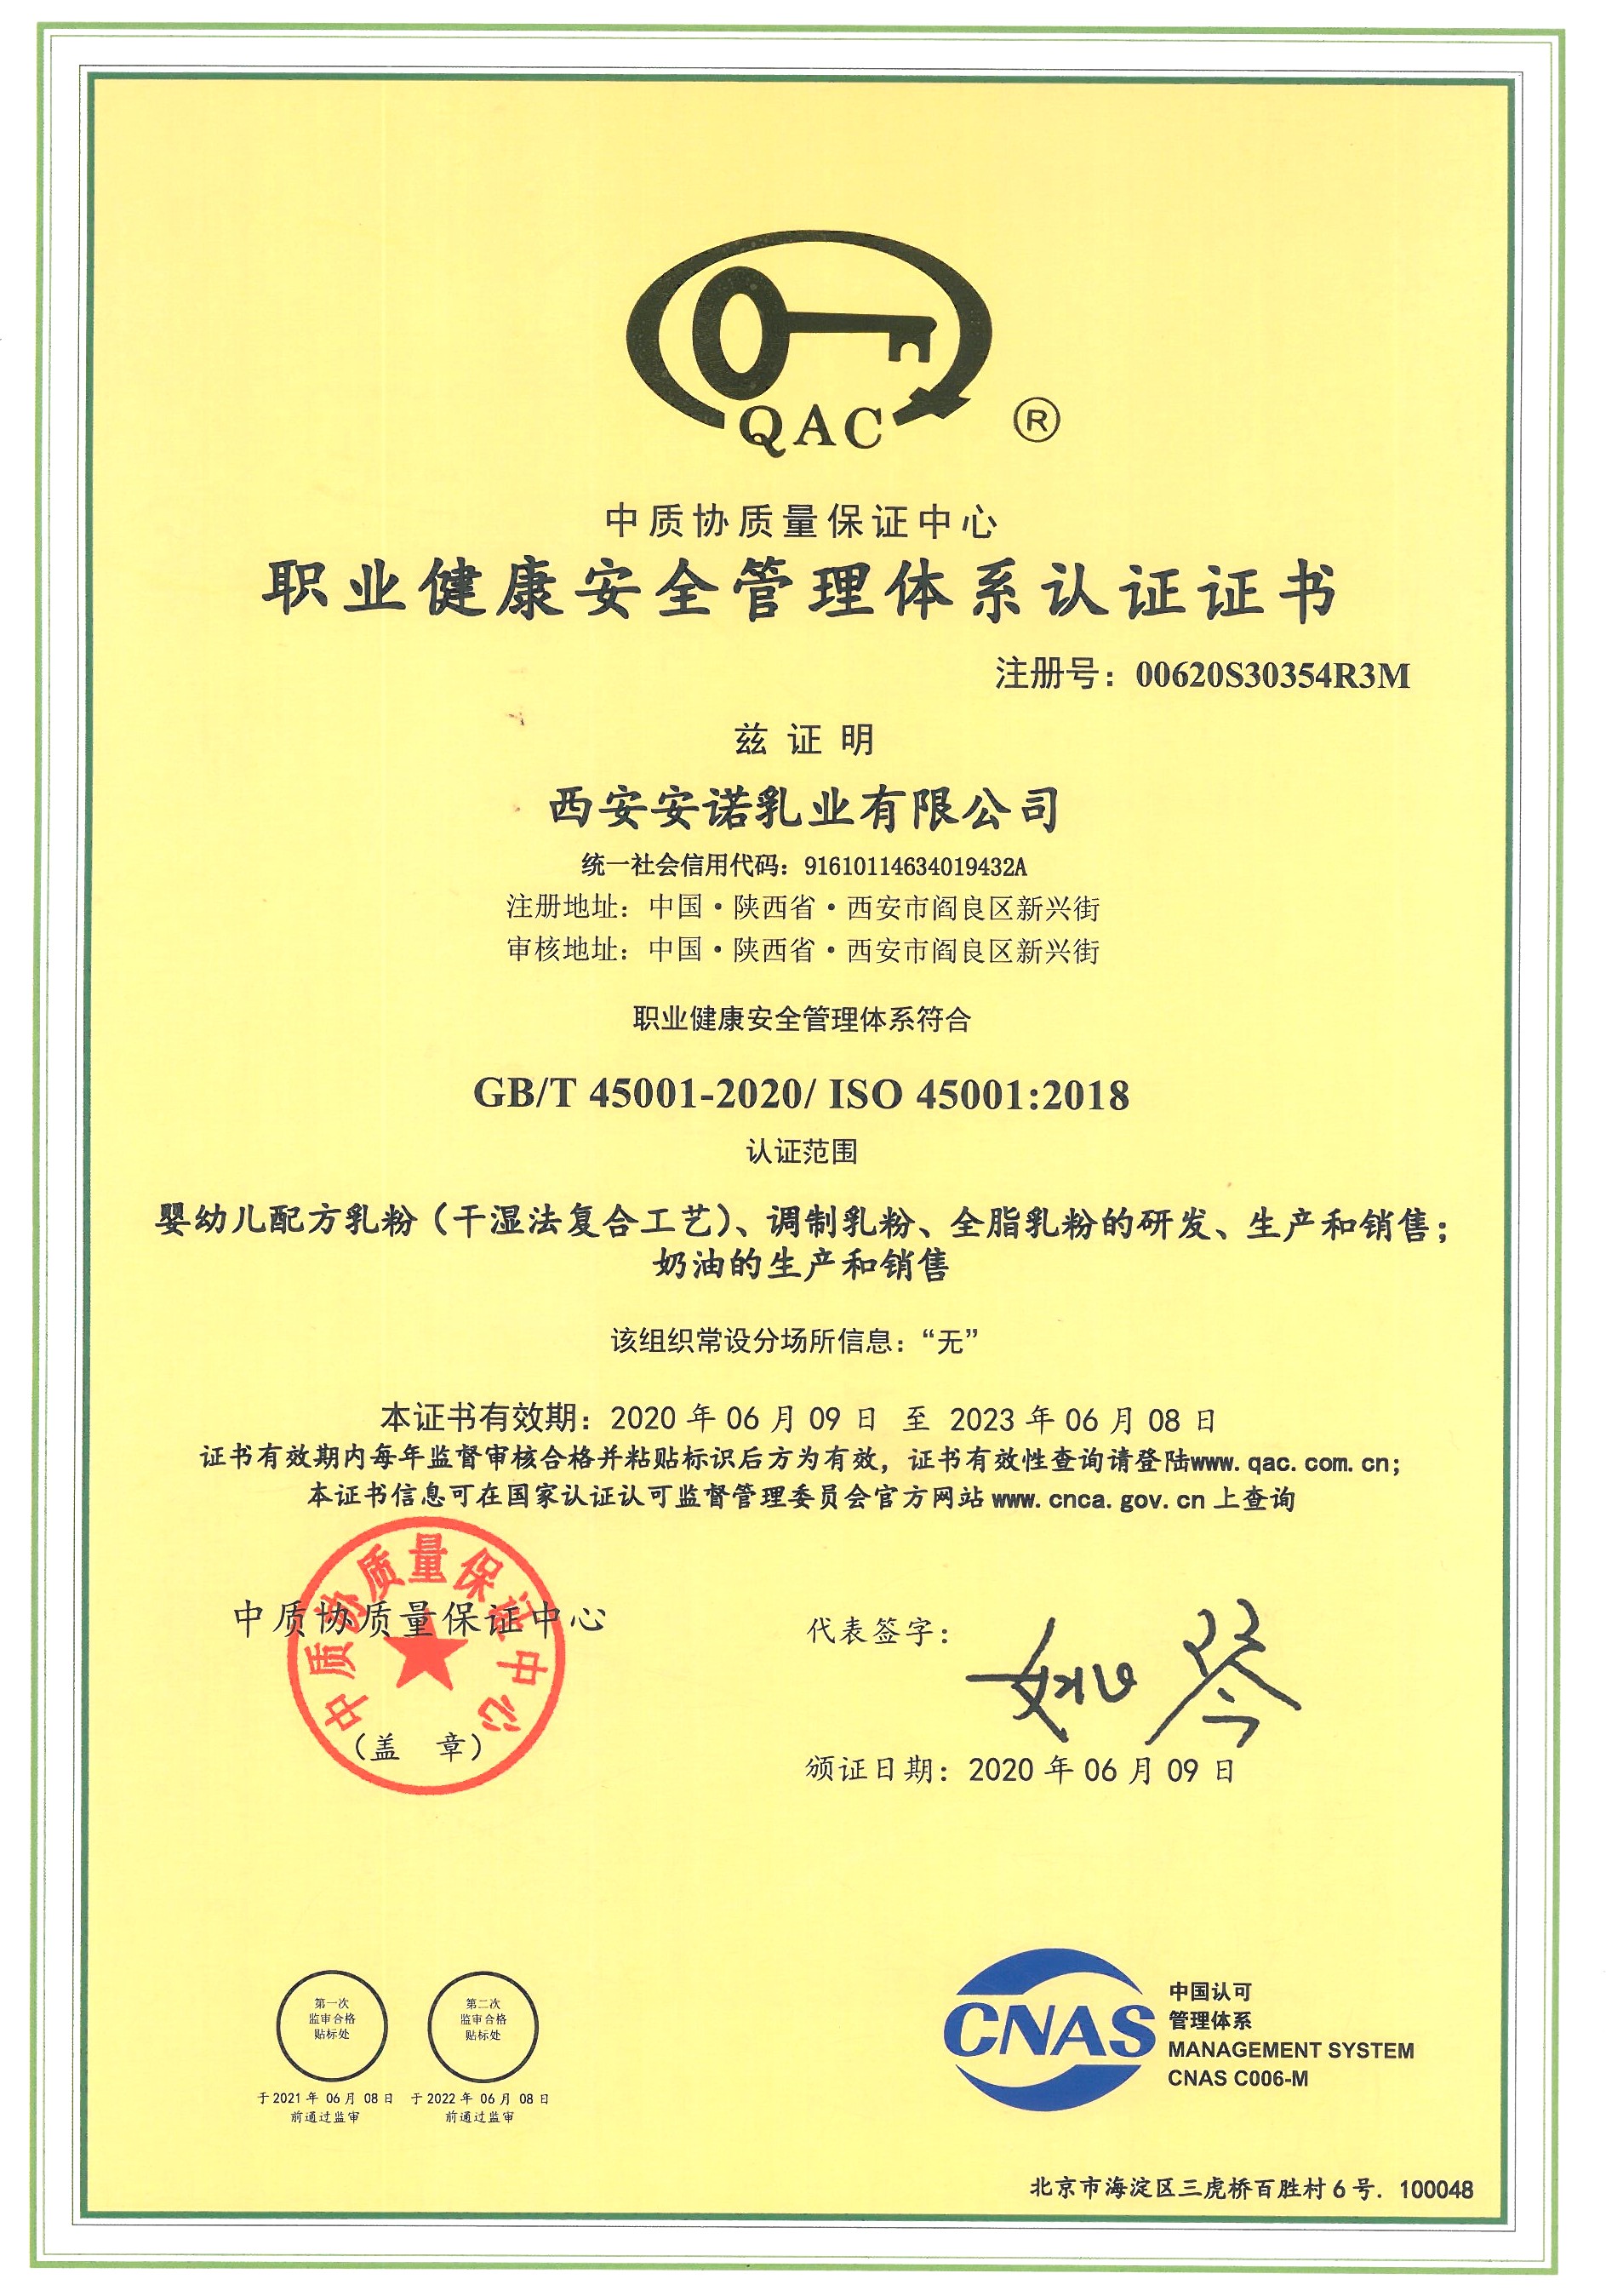 QAC
®
中质协质量保证中心
职业健康安全管理体系认证证书
注册号：00620S30354R3M
兹证明
西安安诺乳业有限公司
统一社会信用代码：91610114634019432A
注册地址：中国·陕西省·西安市阎良区新兴街
审核地址：中国·陕西省·西安市阎良区新兴街
职业健康安全管理体系符合
GB/T 45001-2020/ ISO 45001:2018
认证范围
婴幼儿配方乳粉（干湿法复合工艺）、调制乳粉、全脂乳粉的研发、生产和销售；
奶油的生产和销售
该组织常设分场所信息：“无”
本证书有效期：2020 年 06 月 09 日 至 2023 年 06 月 08 日
证书有效期内每年监督审核合格并粘贴标识后方为有效，证书有效性查询请登陆www.qac.com.cn;
本证书信息可在国家认证认可监督管理委员会官方网站 www.cnca.gov.cn 上查询
中质协质量保证中心
中质协质量保证中心
（盖 章）
代表签字：
姚琴
颁证日期：2020 年 06 月 09 日
第一次
监审合格
贴标处
于 2021 年 06 月 08 日
前通过监审
第二次
监审合格
贴标处
于 2022 年 06 月 08 日
前通过监审
CNAS
中国认可
管理体系
MANAGEMENT SYSTEM
CNAS C006-M
北京市海淀区三虎桥百胜村 6 号. 100048